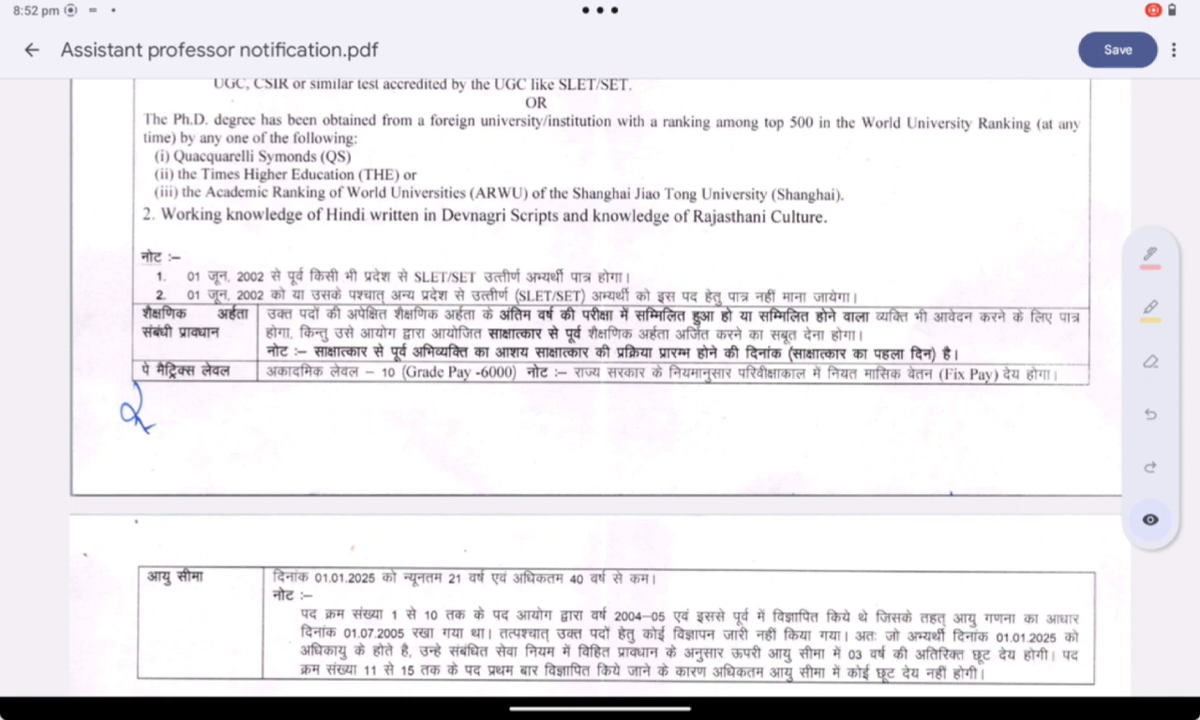 8:52 pm
Assistant professor notification.pdf
Save
UGC, CSIR or similar test accredited by the UGC like SLET/SET.
OR
The Ph.D. degree has been obtained from a foreign university/institution with a ranking among top 500 in the World University Ranking (at any
time) by any one of the following:
(i) Quacquarelli Symonds (QS)
(ii) the Times Higher Education (THE) or
(iii) the Academic Ranking of World Universities (ARWU) of the Shanghai Jiao Tong University (Shanghai).
2. Working knowledge of Hindi written in Devnagri Scripts and knowledge of Rajasthani Culture.
नोट :–
1. 01 जून, 2002 से पूर्व किसी भी प्रदेश से SLET/SET उत्तीर्ण अभ्यर्थी पात्र होगा।
2. 01 जून, 2002 को या उसके पश्चात् अन्य प्रदेश से उत्तीर्ण (SLET/SET) अभ्यर्थी को इस पद हेतु पात्र नहीं माना जायेगा।
शैक्षणिक अर्हता उक्त पदों की अपेक्षित शैक्षणिक अर्हता के अंतिम वर्ष की परीक्षा में सम्मिलित हुआ हो या सम्मिलित होने वाला व्यक्ति भी आवेदन करने के लिए पात्र
संबंधी प्रावधान होगा, किन्तु उसे आयोग द्वारा आयोजित साक्षात्कार से पूर्व शैक्षणिक अर्हता अर्जित करने का सबूत देना होगा।
नोट :– साक्षात्कार से पूर्व अभिव्यक्ति का आशय साक्षात्कार की प्रक्रिया प्रारम्भ होने की दिनांक (साक्षात्कार का पहला दिन) है।
पे मैट्रिक्स लेवल अकादमिक लेवल – 10 (Grade Pay -6000) नोट :– राज्य सरकार के नियमानुसार परिवीक्षाकाल में नियत मासिक वेतन (Fix Pay) देय होगा।
आयु सीमा दिनांक 01.01.2025 को न्यूनतम 21 वर्ष एवं अधिकतम 40 वर्ष से कम।
नोट :–
पद क्रम संख्या 1 से 10 तक के पद आयोग द्वारा वर्ष 2004–05 एवं इससे पूर्व में विज्ञापित किये थे जिसके तहत् आयु गणना का आधार
दिनांक 01.07.2005 रखा गया था। तत्पश्चात् उक्त पदों हेतु कोई विज्ञापन जारी नही किया गया। अतः जो अभ्यर्थी दिनांक 01.01.2025 को
अधिकायु के होते है, उन्हे संबंधित सेवा नियम में विहित प्रावधान के अनुसार ऊपरी आयु सीमा में 03 वर्ष की अतिरिक्त छूट देय होगी। पद
क्रम संख्या 11 से 15 तक के पद प्रथम बार विज्ञापित किये जाने के कारण अधिकतम आयु सीमा में कोई छूट देय नहीं होगी।